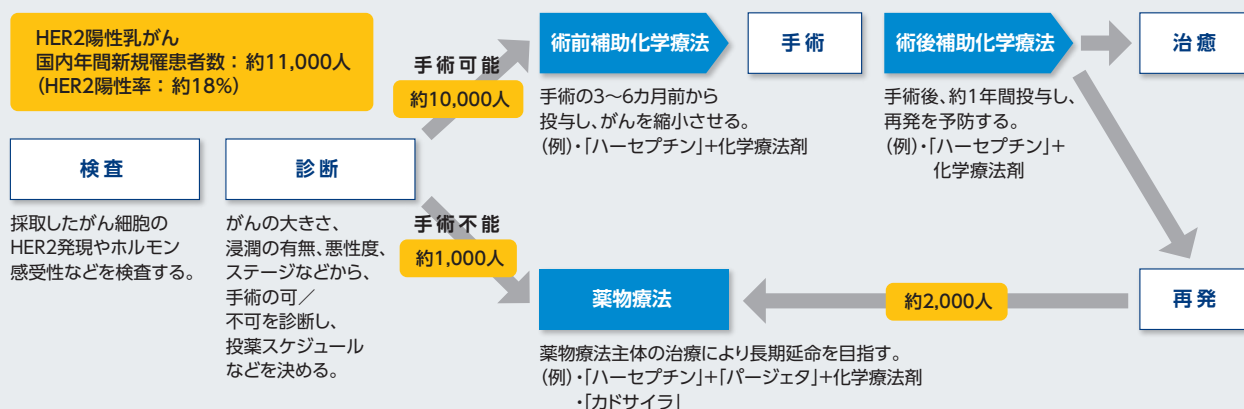 HER2陽性乳がん
国内年間新規罹患者数：約11,000人
(HER2陽性率：約18%)
検査
採取したがん細胞の
HER2発現やホルモン
感受性などを検査する。
診断
がんの大きさ、
浸潤の有無、悪性度、
ステージなどから、
手術の可／
不可を診断し、
投薬スケジュール
などを決める。
手術可能
約10,000人
術前補助化学療法
手術の3〜6カ月前から
投与し、がんを縮小させる。
(例)・「ハーセプチン」+化学療法剤
手術
術後補助化学療法
手術後、約1年間投与し、
再発を予防する。
(例)・「ハーセプチン」+
化学療法剤
治癒
手術不能
約1,000人
薬物療法
薬物療法主体の治療により長期延命を目指す。
(例)・「ハーセプチン」+「パージェタ」+化学療法剤
・「カドサイラ」
約2,000人
再発